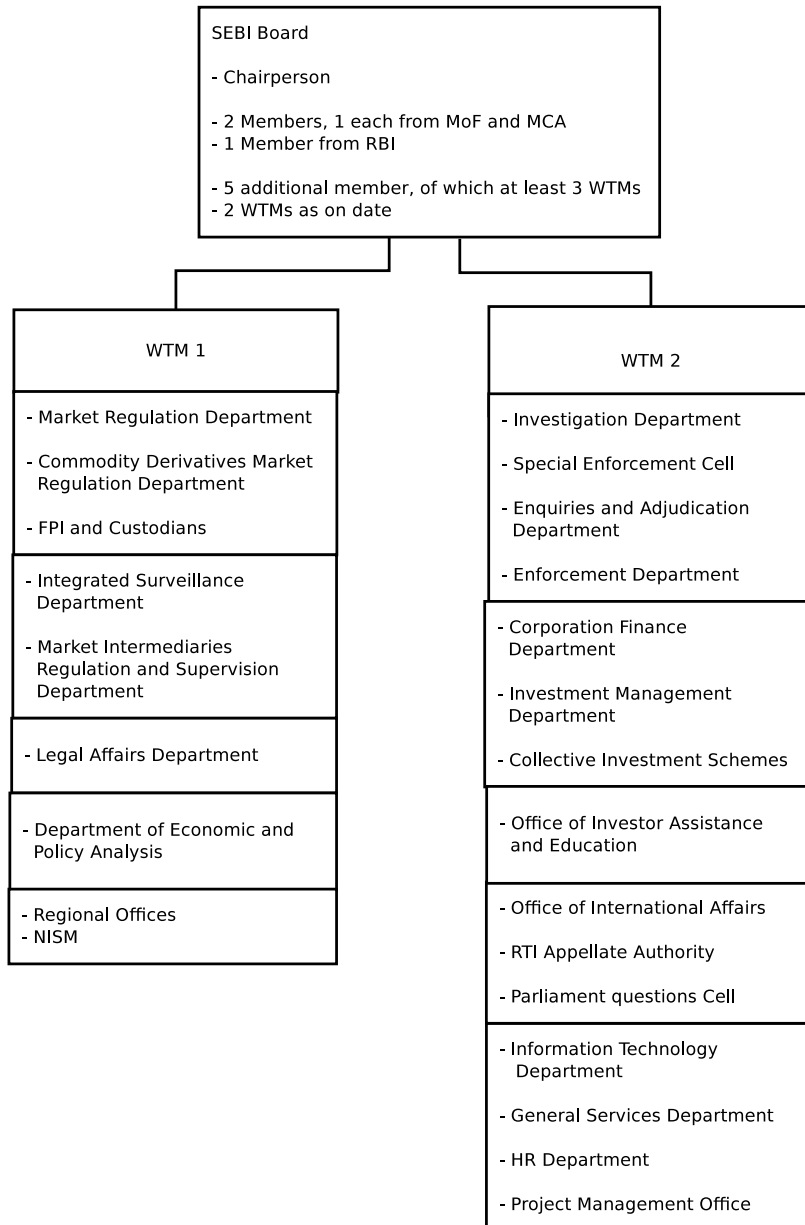 SEBI Board
- Chairperson
- 2 Members, 1 each from MoF and MCA
- 1 Member from RBI
- 5 additional member, of which at least 3 WTMs
- 2 WTMs as on date
WTM 1
- Market Regulation Department
- Commodity Derivatives Market
Regulation Department
- FPI and Custodians
- Integrated Surveillance
Department
- Market Intermediaries
Regulation and Supervision
Department
- Legal Affairs Department
- Department of Economic and
Policy Analysis
- Regional Offices
- NISM
WTM 2
- Investigation Department
- Special Enforcement Cell
- Enquiries and Adjudication
Department
- Enforcement Department
- Corporation Finance
Department
- Investment Management
Department
- Collective Investment Schemes
- Office of Investor Assistance
and Education
- Office of International Affairs
- RTI Appellate Authority
- Parliament questions Cell
- Information Technology
Department
- General Services Department
- HR Department
- Project Management Office